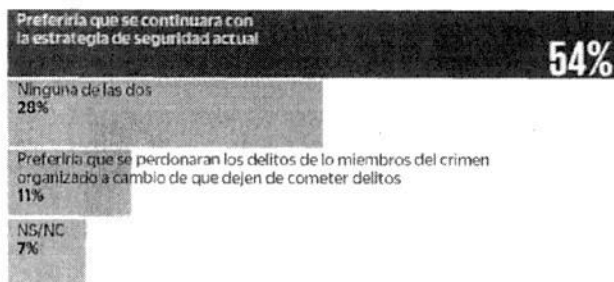 Preferiría que se continuara con
la estrategia de seguridad actual
54%
Ninguna de las dos
28%
Preferiría que se perdonaran los delitos de lo miembros del crimen
organizado a cambio de que dejen de cometer delitos
11%
NS/NC
7%